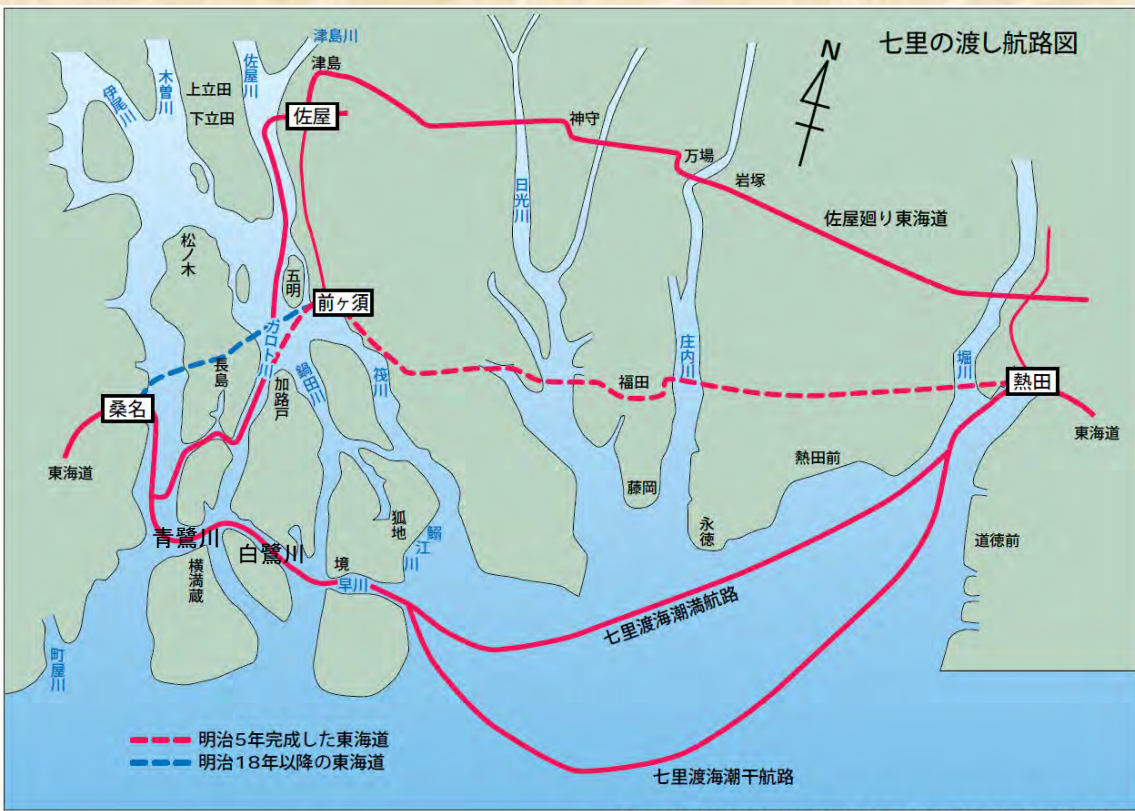 七里の渡し航路図
N
津島川
佐屋川
木曽川
伊尾川
上立田
下立田
津島
佐屋
神守
万場
岩塚
日光川
佐屋廻り東海道
松ノ木
五明
前ヶ須
ガロト川
長島
加路戸
鍋田川
筏川
福田
庄内川
堀川
熱田
東海道
桑名
東海道
熱田前
藤岡
永徳
道徳前
狐地
鰯江川
青鷺川
白鷺川
横満蔵
境
早川
町屋川
七里渡海潮満航路
七里渡海潮干航路
明治5年完成した東海道
明治18年以降の東海道